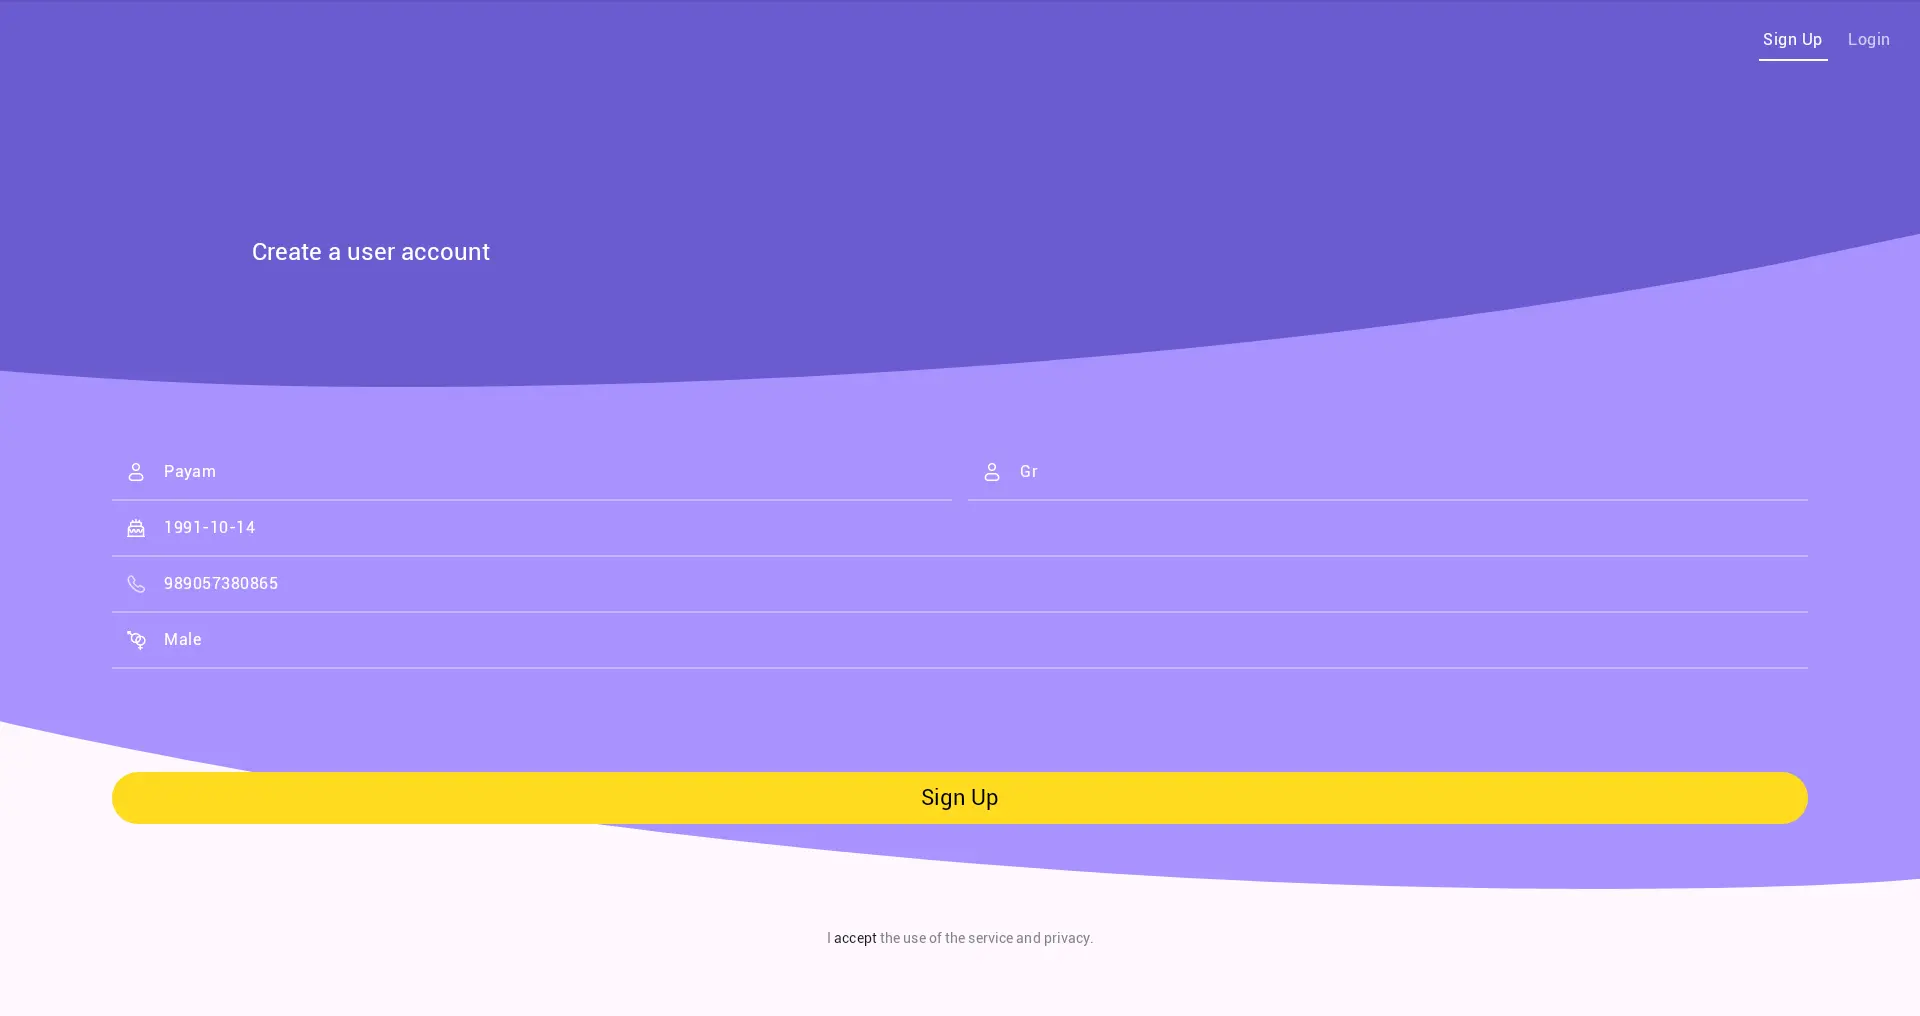 Sign Up Login
Create a user account
Payam Gr
1991-10-14
989057380865
Male
Sign Up
I accept the use of the service and privacy.